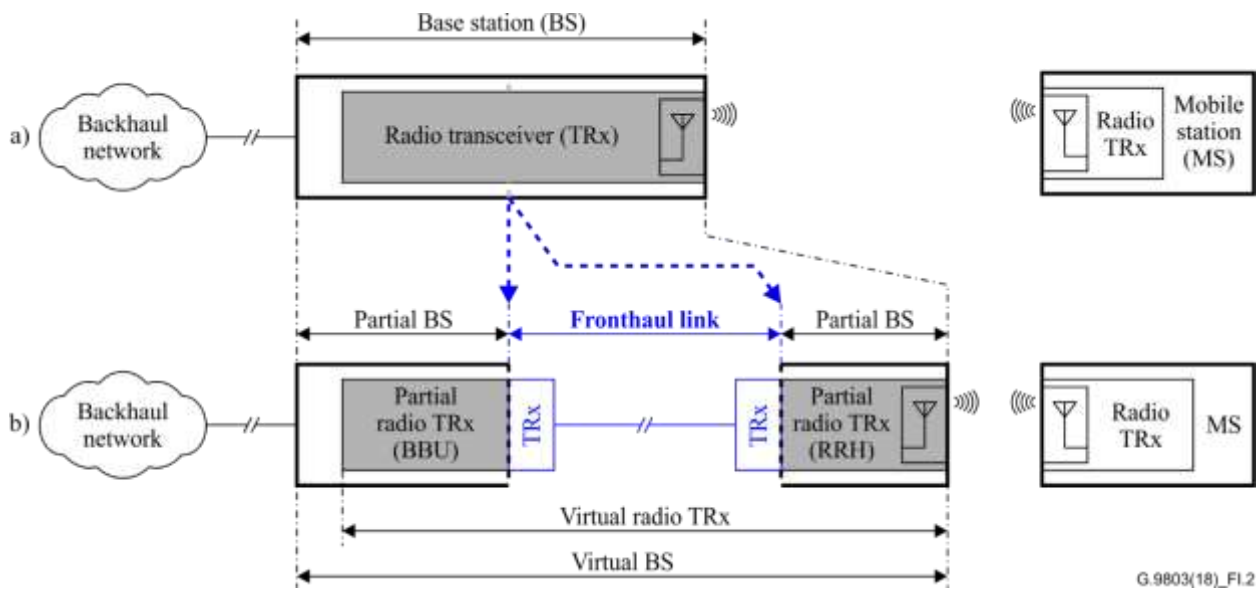 Base station (BS)
a)
Backhaul
network
Radio transceiver (TRx)
Radio
TRx
Mobile
station
(MS)
Partial BS
Fronthaul link
Partial BS
b)
Backhaul
network
Partial
radio TRx
(BBU)
TRx
TRx
Partial
radio TRx
(RRH)
Radio
TRx
MS
Virtual radio TRx
Virtual BS
G.9803(18)_FI.2